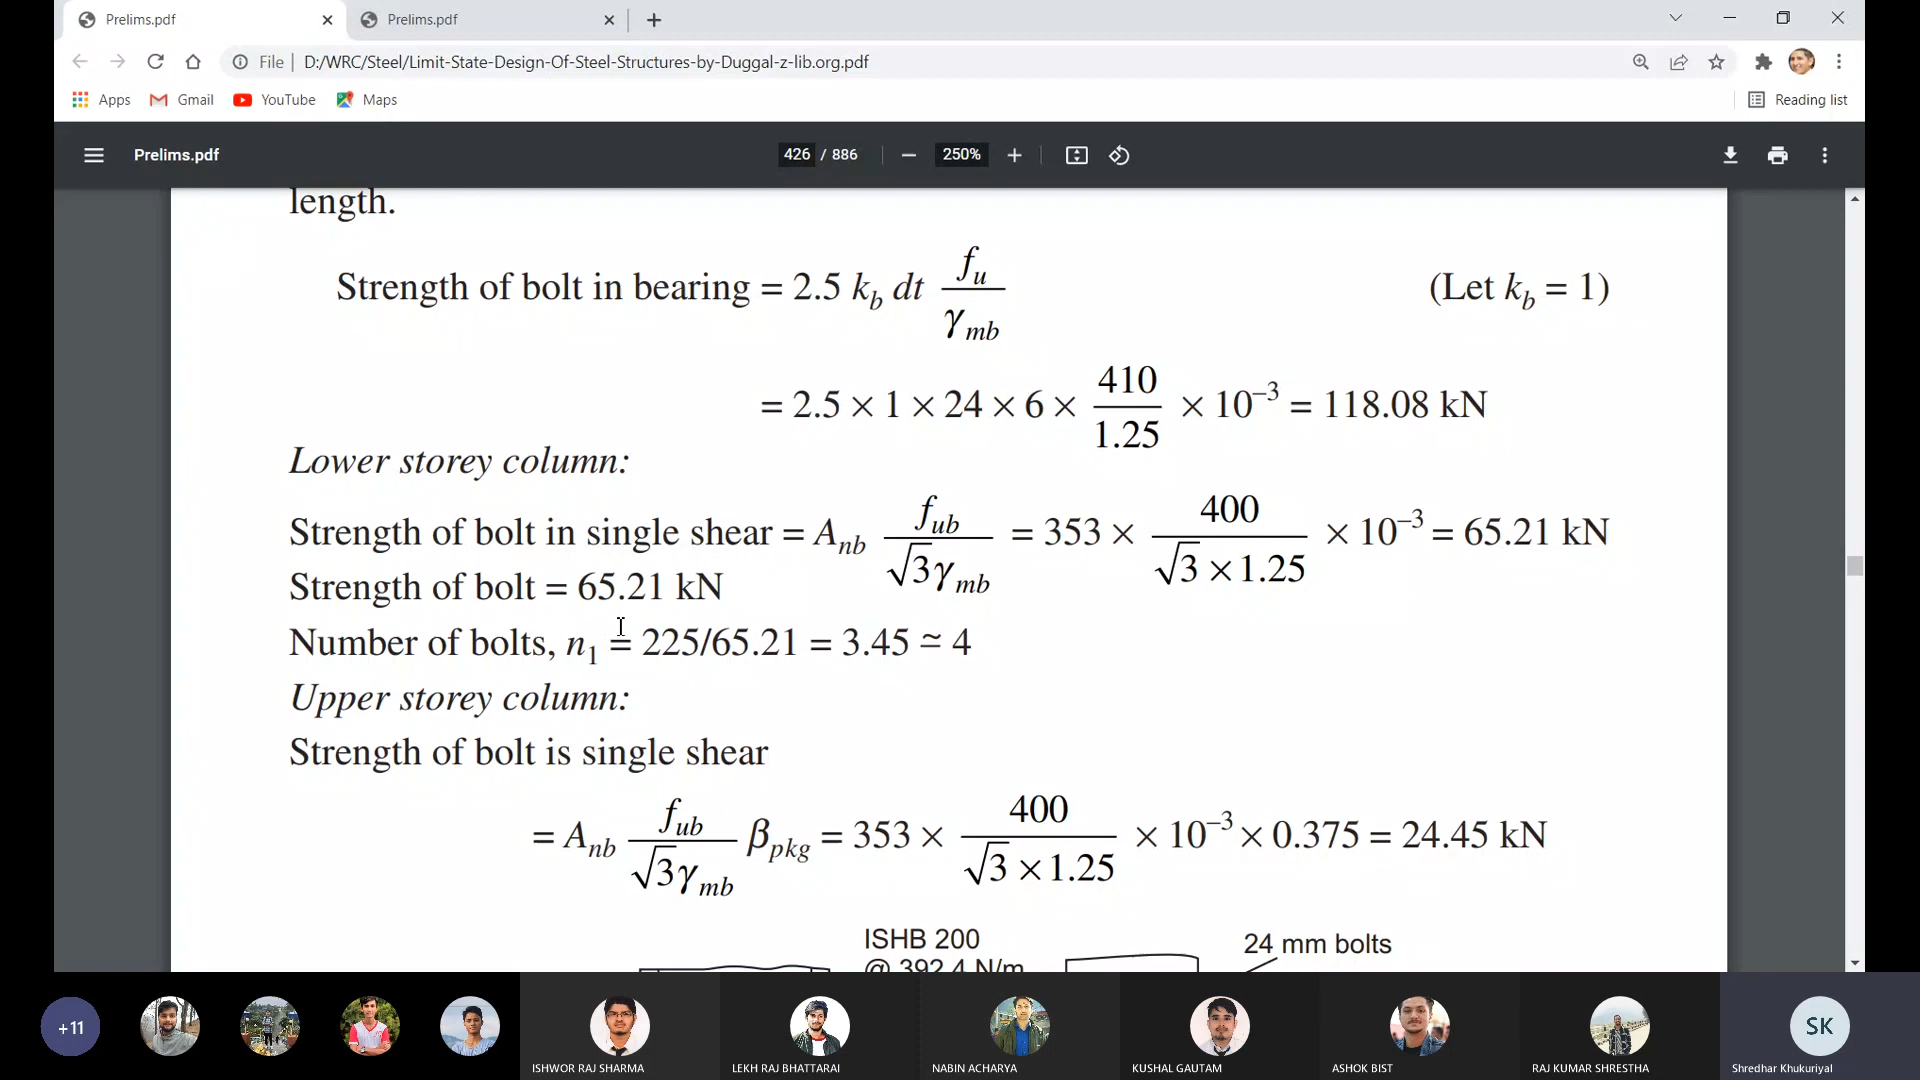 Prelims.pdf
Prelims.pdf
File | D:/WRC/Steel/Limit-State-Design-Of-Steel-Structures-by-Duggal-z-lib.org.pdf
Apps Gmail YouTube Maps Reading list
Prelims.pdf 426 / 886 250%
length.
Strength of bolt in bearing = 2.5 k_b dt f_u/γ_mb (Let k_b = 1)
= 2.5 × 1 × 24 × 6 × 410/1.25 × 10⁻³ = 118.08 kN
Lower storey column:
Strength of bolt in single shear = A_nb f_ub/√3γ_mb = 353 × 400/√3 × 1.25 × 10⁻³ = 65.21 kN
Strength of bolt = 65.21 kN
Number of bolts, n₁ = 225/65.21 = 3.45 ≃ 4
Upper storey column:
Strength of bolt is single shear
= A_nb f_ub/√3γ_mb β_pkg = 353 × 400/√3 × 1.25 × 10⁻³ × 0.375 = 24.45 kN
ISHB 200
@ 392.4 N/m
24 mm bolts
+11
ISHWOR RAJ SHARMA
LEKH RAJ BHATTARAI
NABIN ACHARYA
KUSHAL GAUTAM
ASHOK BIST
RAJ KUMAR SHRESTHA
SK
Shredhar Khukuriyal